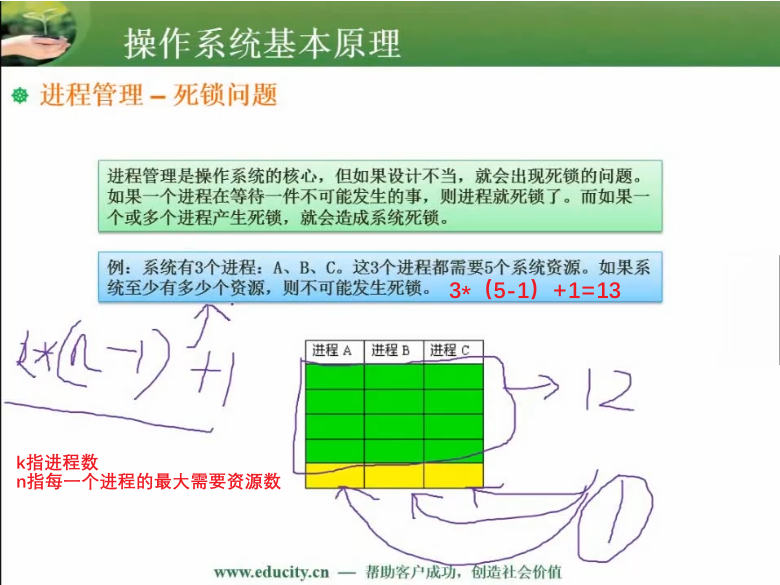 操作系统基本原理
进程管理 – 死锁问题
进程管理是操作系统的核心，但如果设计不当，就会出现死锁的问题。
如果一个进程在等待一件不可能发生的事，则进程就死锁了。而如果一
个或多个进程产生死锁，就会造成系统死锁。
例：系统有3个进程：A、B、C。这3个进程都需要5个系统资源。如果系
统至少有多少个资源，则不可能发生死锁。 3*（5-1）+1=13
k*(n-1)+1
进程 A 进程 B 进程 C
12
k指进程数
n指每一个进程的最大需要资源数
1
www.educity.cn — 帮助客户成功，创造社会价值